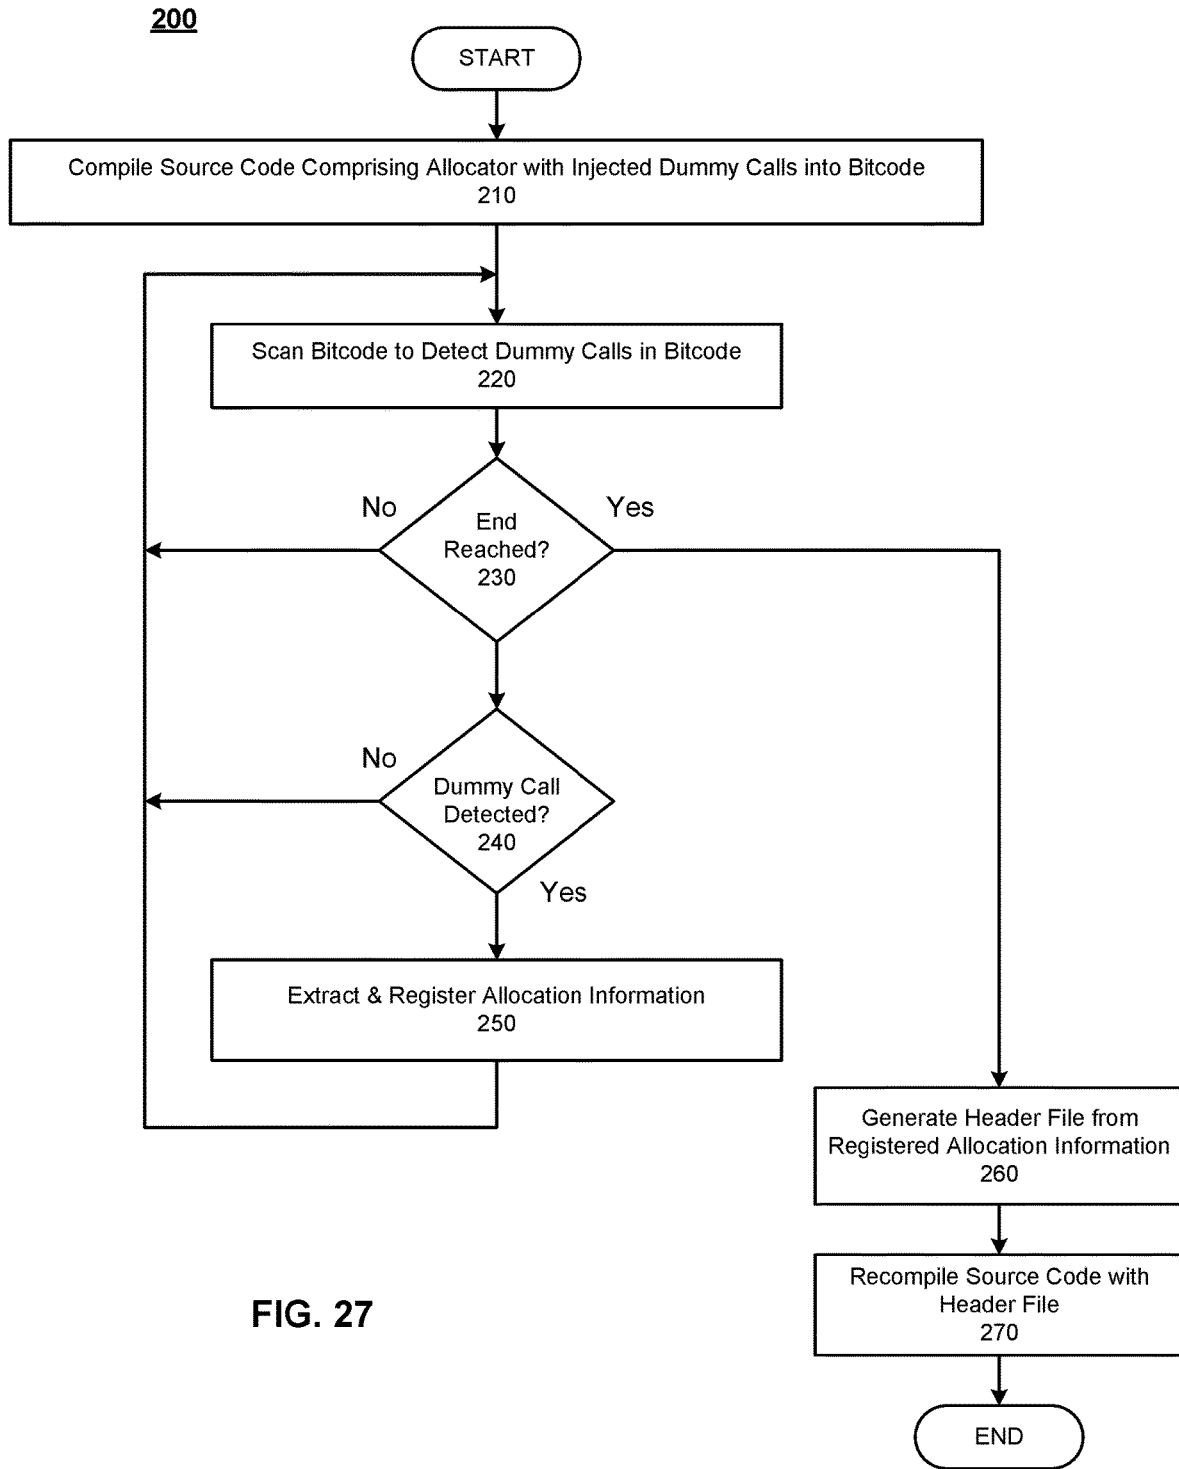 200
START
Compile Source Code Comprising Allocator with Injected Dummy Calls into Bitcode
210
Scan Bitcode to Detect Dummy Calls in Bitcode
220
No
Yes
End
Reached?
230
No
Dummy Call
Detected?
240
Yes
Extract & Register Allocation Information
250
Generate Header File from
Registered Allocation Information
260
Recompile Source Code with
Header File
270
FIG. 27
END